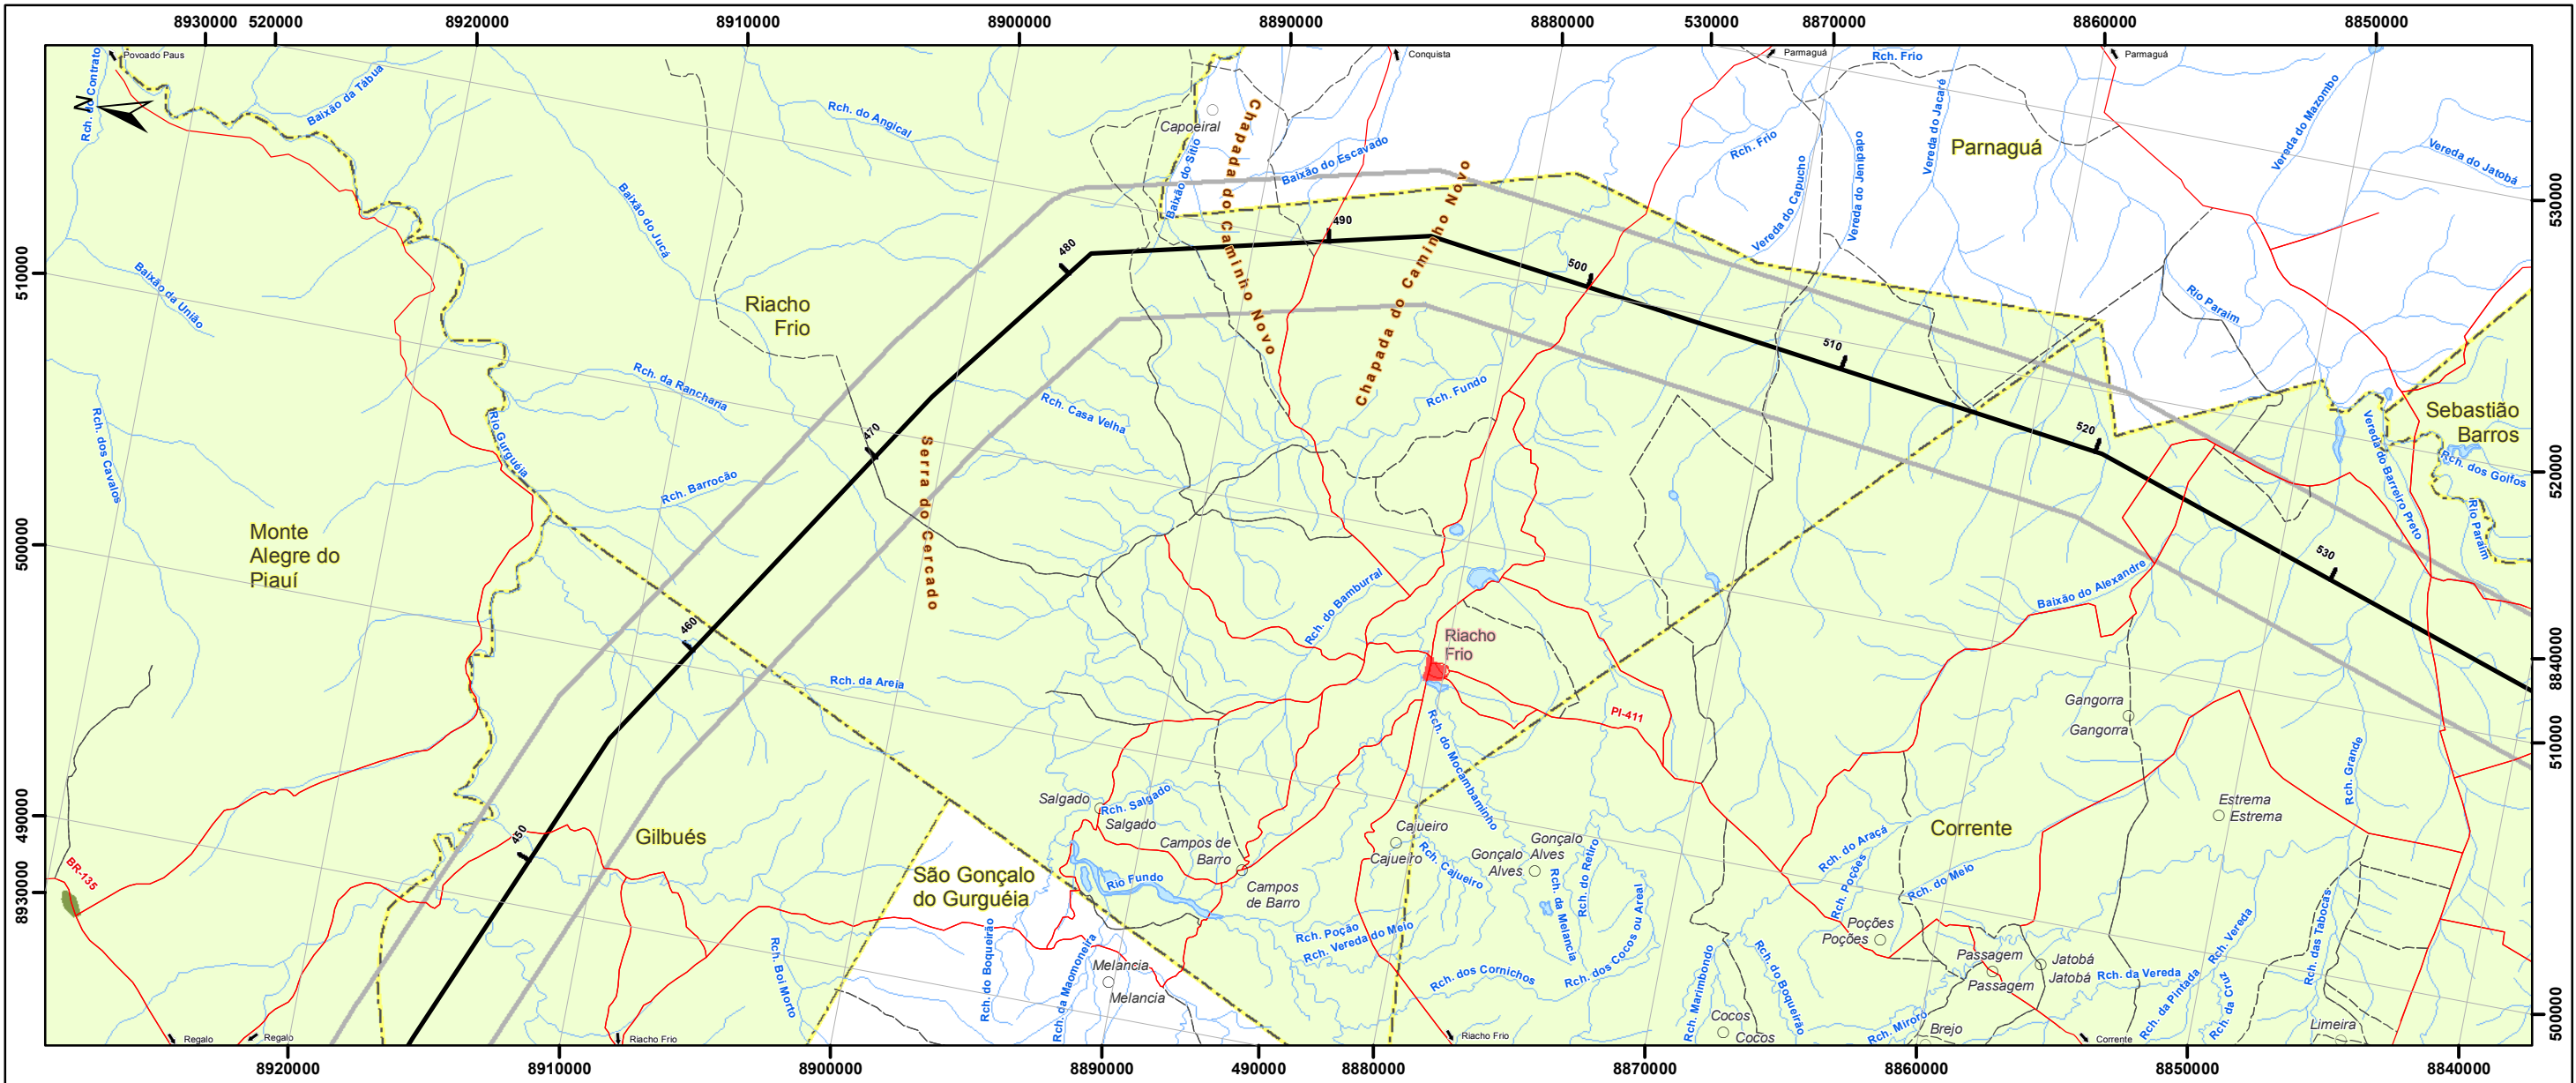 8930000 520000 8920000 8910000 8900000 8890000 8880000 530000 8870000 8860000 8850000
Povoado Paus
Conquista
Parmaguá
Parmaguá
Rch. do Contrato
N
Baixão da Tábua
Rch. do Angical
Capoeiral
Rch. Frio
Vereda do Mazombo
Chapada do Caminho Novo
Baixão do Sítio
Baixão do Escavado
Rch. Frio
Vereda do Jenipapo
Vereda do Jacaré
Parnaguá
Vereda do Jatobá
Baixão do Jucá
Vereda do Capucho
530000
480
490
500
510000
Baixão da União
Riacho
Frio
Chapada do Caminho Novo
Rio Paraim
510
Rch. da Rancharia
Rch. Casa Velha
Rch. Fundo
Rch. dos Cavalos
Rio Gurguéia
470
520
Sebastião
Barros
Vereda do Barreiro Preto
Rch. dos Golfos
520000
Rch. Barrocão
Serra do Cercado
Rio Paraim
Monte
Alegre do
Piauí
500000
530
Baixão do Alexandre
Rch. do Bamburral
460
Riacho
Frio
8840000
Rch. da Areia
Gangorra
Gangorra
PI-411
510000
Rch. do Mocambaminho
Rch. Grande
Salgado
Rch. Salgado
Salgado
Estrema
Estrema
490000
450
Gilbués
Campos de
Barro
Cajueiro
Cajueiro
Gonçalo
Alves
Gonçalo
Alves
Rch. do Araçá
Corrente
BR-135
8930000
São Gonçalo
do Gurguéia
Rio Fundo
Campos
de Barro
Rch. Cajueiro
Rch. da Melancia
Rch. do Retiro
Rch. dos Cocos ou Areal
Rch. Poções
Rch. do Meio
Poções
Poções
Rch. Poção
Rch. Vereda do Meio
Rch. Vereda
Rch. das Tabocas
Rch. Boi Morto
Rch. do Boqueirão
Rch. da Mamoneira
Melancia
Melancia
Rch. dos Cornichos
Rch. Marimbondo
Rch. do Boqueirão
Passagem
Passagem
Jatobá
Jatobá
Rch. da Vereda
Rch. da Pintada
Rch. da Cruz
Cocos
Cocos
Rch. Miroró
Brejo
Limeira
500000
Regalo
Regalo
Riacho Frio
Riacho Frio
Corrente
8920000 8910000 8900000 8890000 490000 8880000 8870000 8860000 8850000 8840000